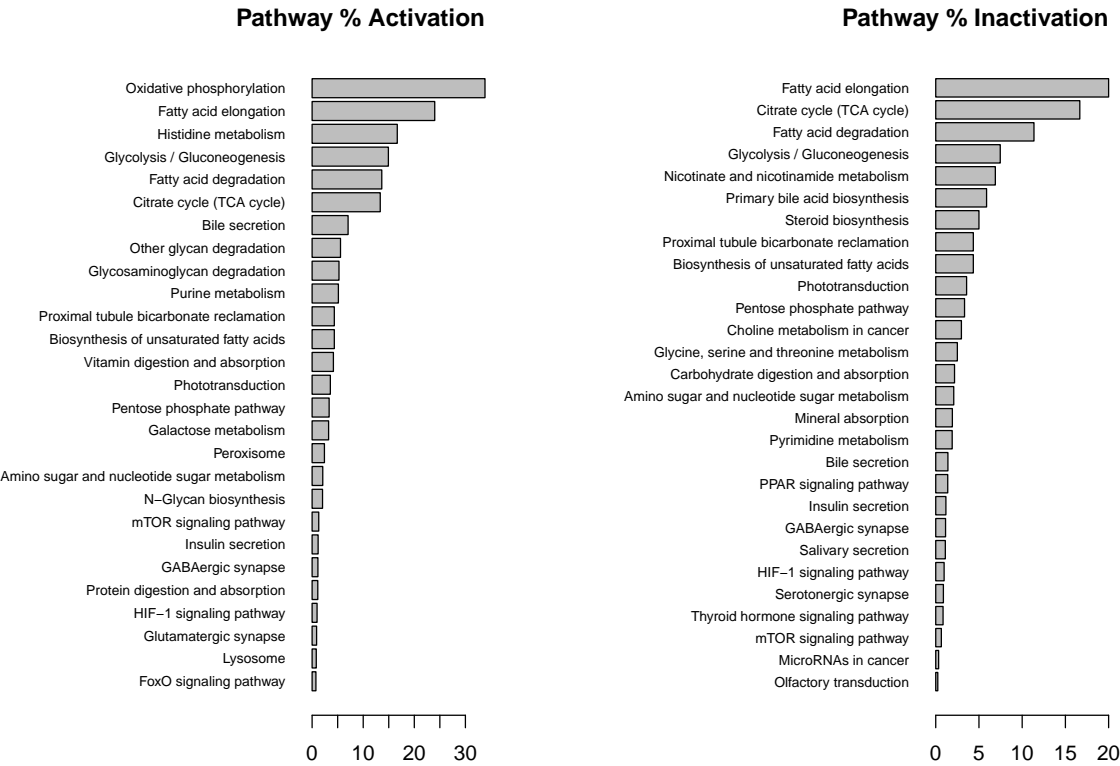 Pathway % Activation
Oxidative phosphorylation
Fatty acid elongation
Histidine metabolism
Glycolysis / Gluconeogenesis
Fatty acid degradation
Citrate cycle (TCA cycle)
Bile secretion
Other glycan degradation
Glycosaminoglycan degradation
Purine metabolism
Proximal tubule bicarbonate reclamation
Biosynthesis of unsaturated fatty acids
Vitamin digestion and absorption
Phototransduction
Pentose phosphate pathway
Galactose metabolism
Peroxisome
Amino sugar and nucleotide sugar metabolism
N−Glycan biosynthesis
mTOR signaling pathway
Insulin secretion
GABAergic synapse
Protein digestion and absorption
HIF−1 signaling pathway
Glutamatergic synapse
Lysosome
FoxO signaling pathway
0 10 20 30
Pathway % Inactivation
Fatty acid elongation
Citrate cycle (TCA cycle)
Fatty acid degradation
Glycolysis / Gluconeogenesis
Nicotinate and nicotinamide metabolism
Primary bile acid biosynthesis
Steroid biosynthesis
Proximal tubule bicarbonate reclamation
Biosynthesis of unsaturated fatty acids
Phototransduction
Pentose phosphate pathway
Choline metabolism in cancer
Glycine, serine and threonine metabolism
Carbohydrate digestion and absorption
Amino sugar and nucleotide sugar metabolism
Mineral absorption
Pyrimidine metabolism
Bile secretion
PPAR signaling pathway
Insulin secretion
GABAergic synapse
Salivary secretion
HIF−1 signaling pathway
Serotonergic synapse
Thyroid hormone signaling pathway
mTOR signaling pathway
MicroRNAs in cancer
Olfactory transduction
0 5 10 15 20